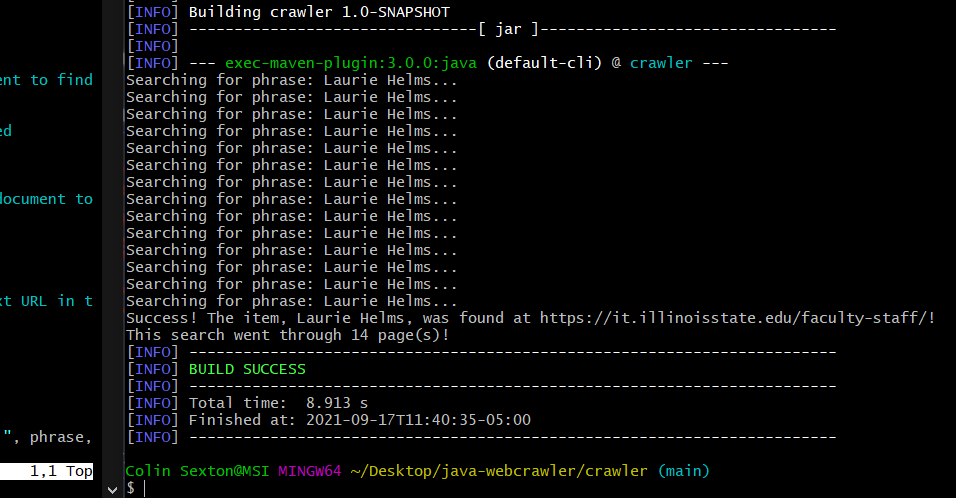 [INFO] Building crawler 1.0-SNAPSHOT
[INFO] --------------------------------[ jar ]---------------------------------
[INFO]
[INFO] --- exec-maven-plugin:3.0.0:java (default-cli) @ crawler ---
Searching for phrase: Laurie Helms...
Searching for phrase: Laurie Helms...
Searching for phrase: Laurie Helms...
Searching for phrase: Laurie Helms...
Searching for phrase: Laurie Helms...
Searching for phrase: Laurie Helms...
Searching for phrase: Laurie Helms...
Searching for phrase: Laurie Helms...
Searching for phrase: Laurie Helms...
Searching for phrase: Laurie Helms...
Searching for phrase: Laurie Helms...
Searching for phrase: Laurie Helms...
Searching for phrase: Laurie Helms...
Searching for phrase: Laurie Helms...
Success! The item, Laurie Helms, was found at https://it.illinoisstate.edu/faculty-staff/!
This search went through 14 page(s)!
[INFO] ------------------------------------------------------------------------
[INFO] BUILD SUCCESS
[INFO] ------------------------------------------------------------------------
[INFO] Total time:  8.913 s
[INFO] Finished at: 2021-09-17T11:40:35-05:00
[INFO] ------------------------------------------------------------------------
Colin Sexton@MSI MINGW64 ~/Desktop/java-webcrawler/crawler (main)
$
ent to find
ed
document to
xt URL in t
", phrase,
1,1 Top